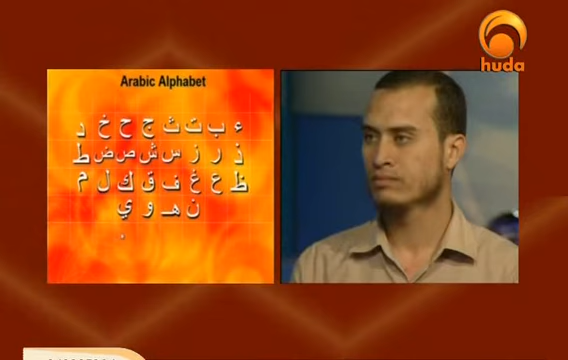 huda
Arabic Alphabet
ء ب ت ث ج ح خ د
ذ ر ز س ش ص ض ط
ظ ع غ ف ق ك ل م
ن هـ و ي